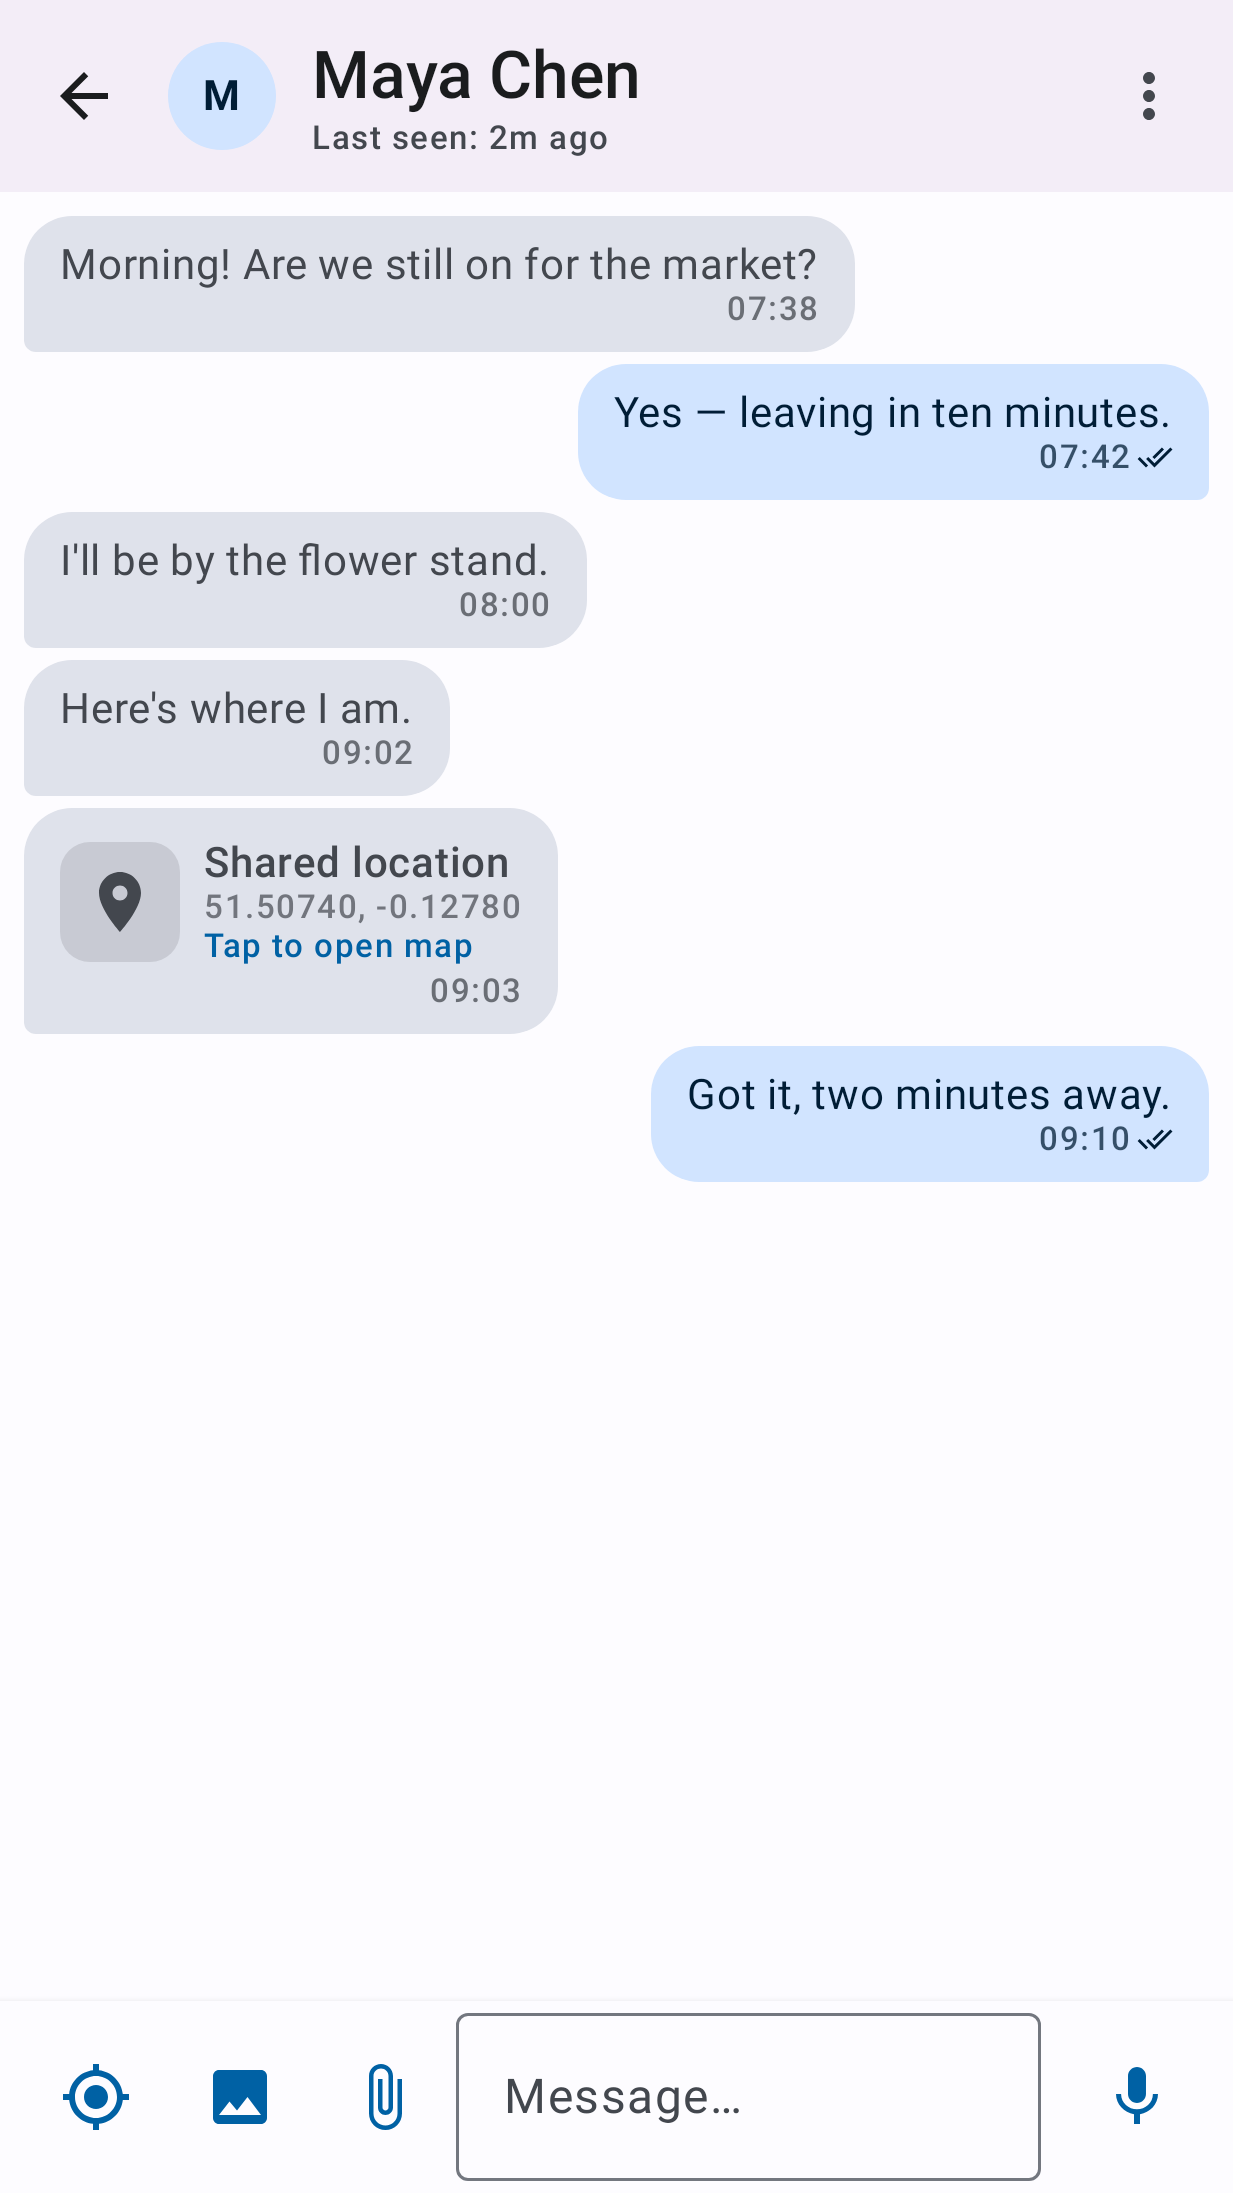 M
Maya Chen
Last seen: 2m ago
Morning! Are we still on for the market?
07:38
Yes — leaving in ten minutes.
07:42
I'll be by the flower stand.
08:00
Here's where I am.
09:02
Shared location
51.50740, -0.12780
Tap to open map
09:03
Got it, two minutes away.
09:10
Message…